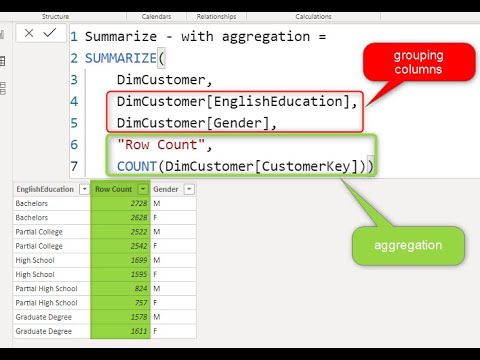 Structure Calendars Relationships Calculations
1 Summarize - with aggregation =
2 SUMMARIZE(
3 DimCustomer,
4 DimCustomer[EnglishEducation],
5 DimCustomer[Gender],
6 "Row Count",
7 COUNT(DimCustomer[CustomerKey]))
grouping
columns
aggregation
EnglishEducation Row Count Gender
Bachelors 2728 M
Bachelors 2628 F
Partial College 2522 M
Partial College 2542 F
High School 1699 M
High School 1595 F
Partial High School 824 M
Partial High School 757 F
Graduate Degree 1578 M
Graduate Degree 1611 F